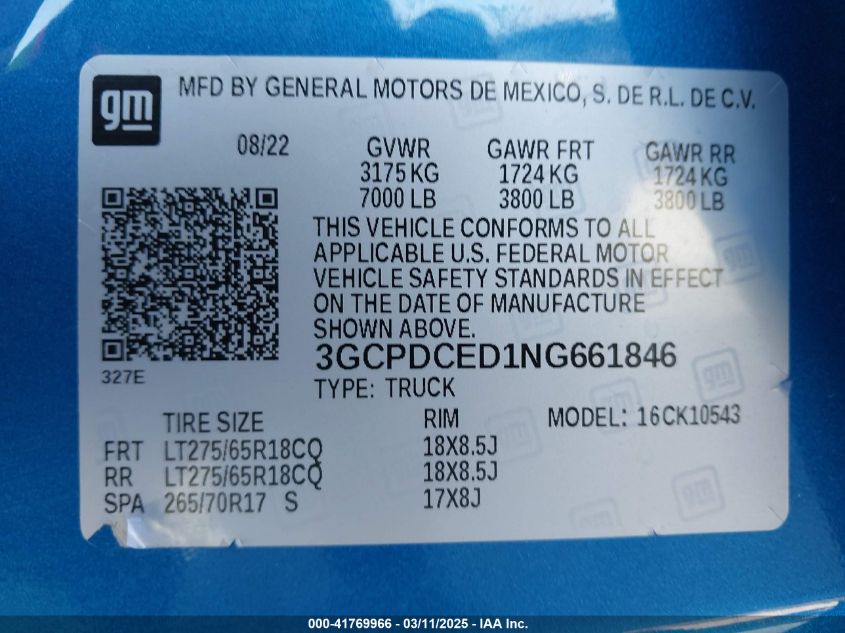 gm
MFD BY GENERAL MOTORS DE MEXICO, S. DE R.L. DE C.V.
08/22 GVWR GAWR FRT GAWR RR
3175 KG 1724 KG 1724 KG
7000 LB 3800 LB 3800 LB
THIS VEHICLE CONFORMS TO ALL
APPLICABLE U.S. FEDERAL MOTOR
VEHICLE SAFETY STANDARDS IN EFFECT
ON THE DATE OF MANUFACTURE
SHOWN ABOVE.
3GCPDCED1NG661846
327E
TYPE: TRUCK
TIRE SIZE RIM MODEL: 16CK10543
FRT LT275/65R18CQ 18X8.5J
RR LT275/65R18CQ 18X8.5J
SPA 265/70R17 S 17X8J
000-41769966 - 03/11/2025 - IAA Inc.